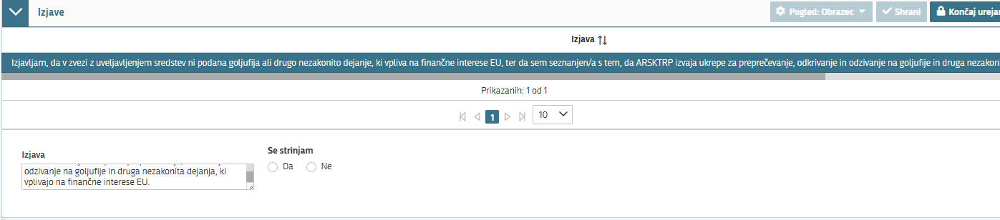 Izjave
Pogled: Obrazec
Shrani
Končaj
Izjava
Izjavljam, da v zvezi z uveljavljenjem sredstev ni podana goljufija ali drugo nezakonito dejanje, ki vpliva na finančne interese EU, ter da sem seznanjen/a s tem, da ARSKTRP izvaja ukrepe za preprečevanje, odkrivanje in odzivanje na goljufije in druga
Prikazanih: 1 od 1
1
10
Izjava
Se strinjam
odzivanje na goljufije in druga nezakonita dejanja, ki
vplivajo na finančne interese EU.
Da
Ne